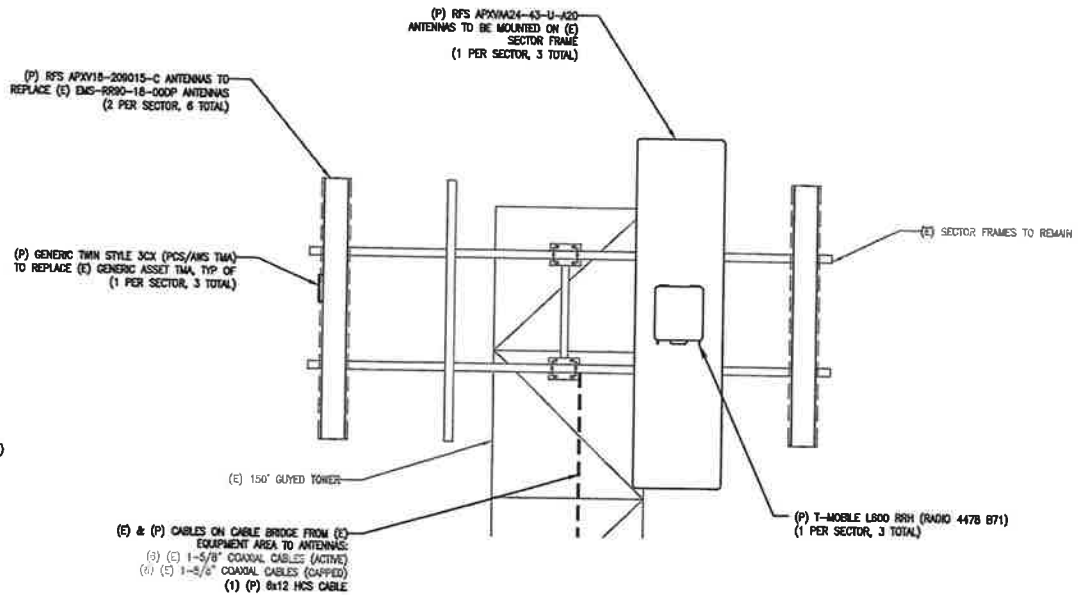 (P) RFS APXVAA24-43-U-A20
ANTENNAS TO BE MOUNTED ON (E)
SECTOR FRAME
(1 PER SECTOR, 3 TOTAL)
(P) RFS APXV18-209015-C ANTENNAS TO
REPLACE (E) EMS-RR90-18-00DP ANTENNAS
(2 PER SECTOR, 6 TOTAL)
(E) SECTOR FRAMES TO REMAIN
(P) GENERIC TWIN STYLE 3CX (PCS/AWS TMA)
TO REPLACE (E) GENERIC ASSET TMA, TYP OF
(1 PER SECTOR, 3 TOTAL)
)
(E) 150' GUYED TOWER
(P) T-MOBILE L600 RRH (RADIO 4478 B71)
(1 PER SECTOR, 3 TOTAL)
(E) & (P) CABLES ON CABLE BRIDGE FROM (E)
EQUIPMENT AREA TO ANTENNAS:
(E) 1-5/8" COAXIAL CABLES (ACTIVE)
(6) (E) 1-5/8" COAXIAL CABLES (CAPPED)
(1) (P) 6x12 HCS CABLE